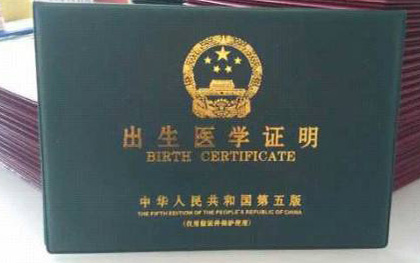 出生医学证明
BIRTH CERTIFICATE
中华人民共和国第五版
THE FIFTH EDITION OF THE PEOPLE'S REPUBLIC OF CHINA